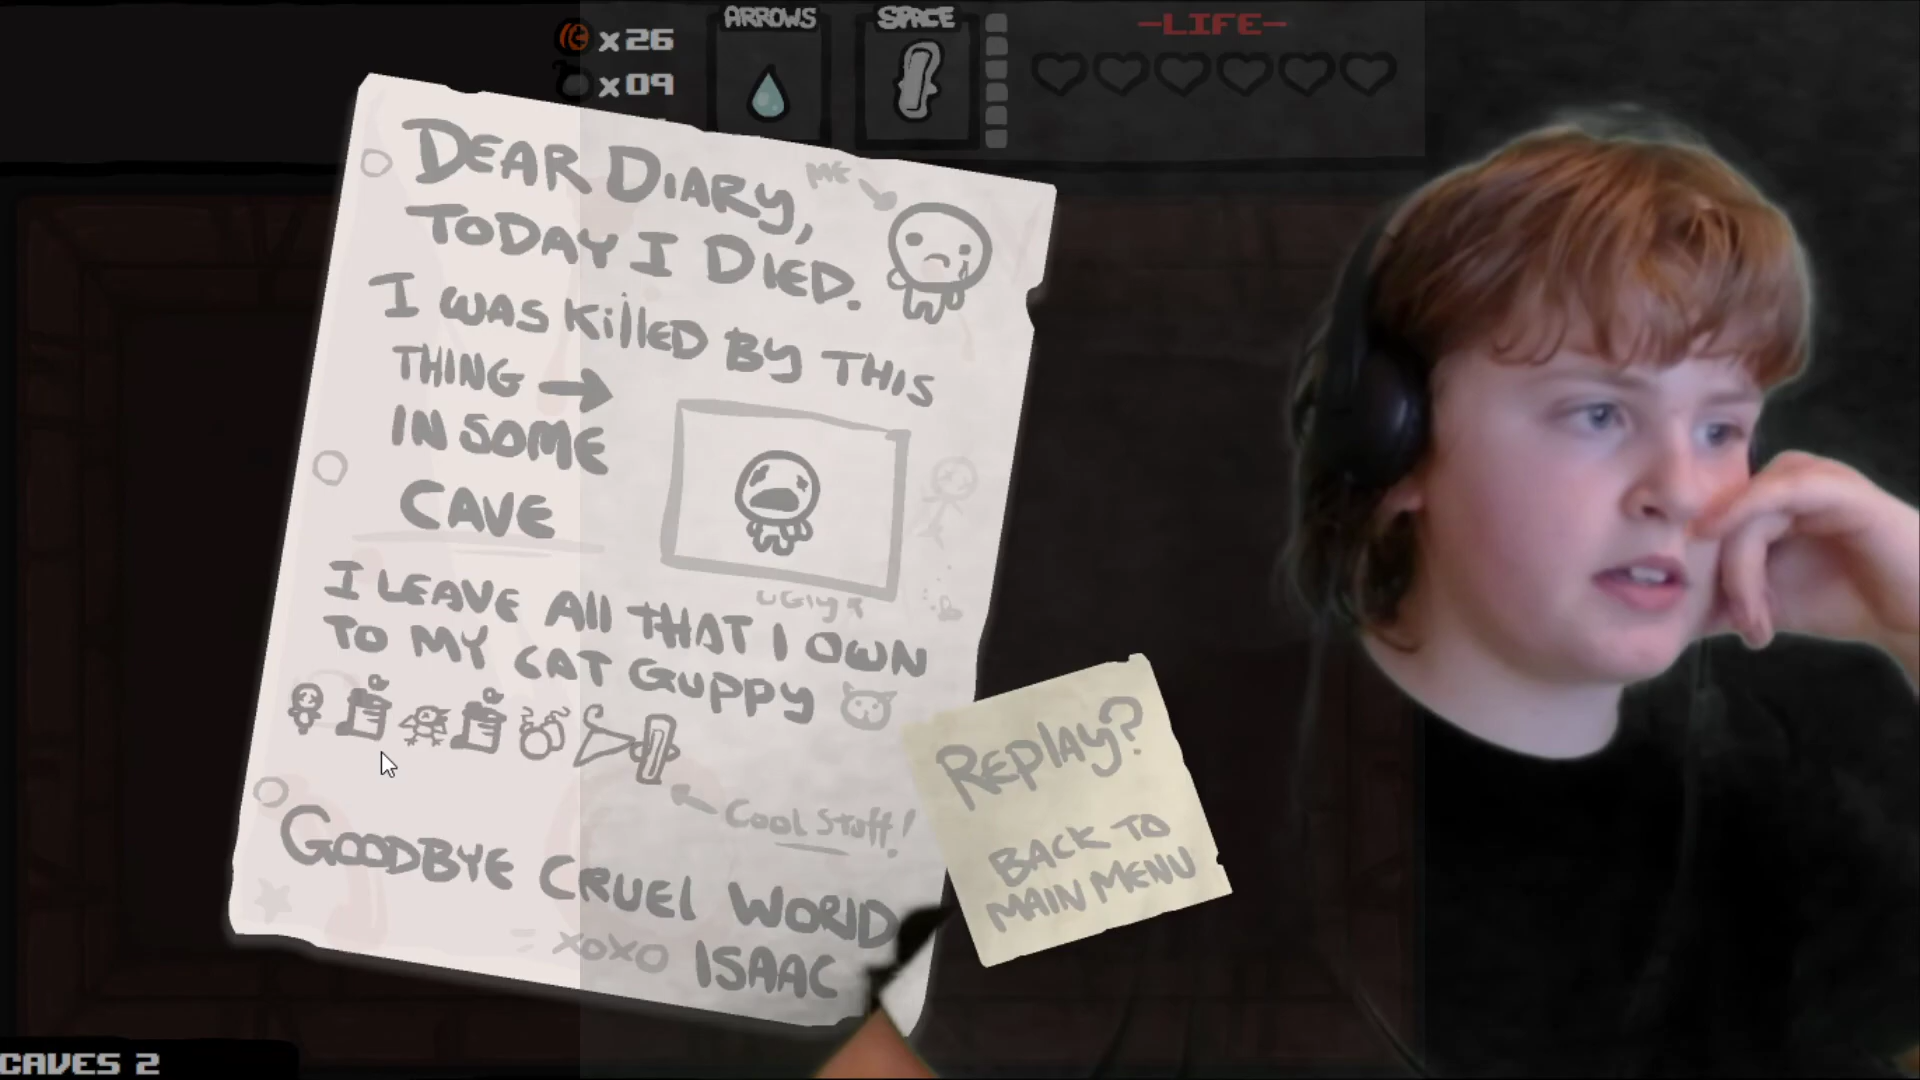 x26
x09
ARROWS
SPACE
-LIFE-
DEAR DIARY,
ME
TODAY I DIED.
I WAS KillED BY THIS
THING →
IN SOME
CAVE
UGLY
I LEAVE All THAT I OWN
TO MY CAT GUPPY
COOL STUFF!
GOODBYE CRUEL WORLD
XOXO ISAAC
REPLAY?
BACK TO
MAIN MENU
CAVES 2